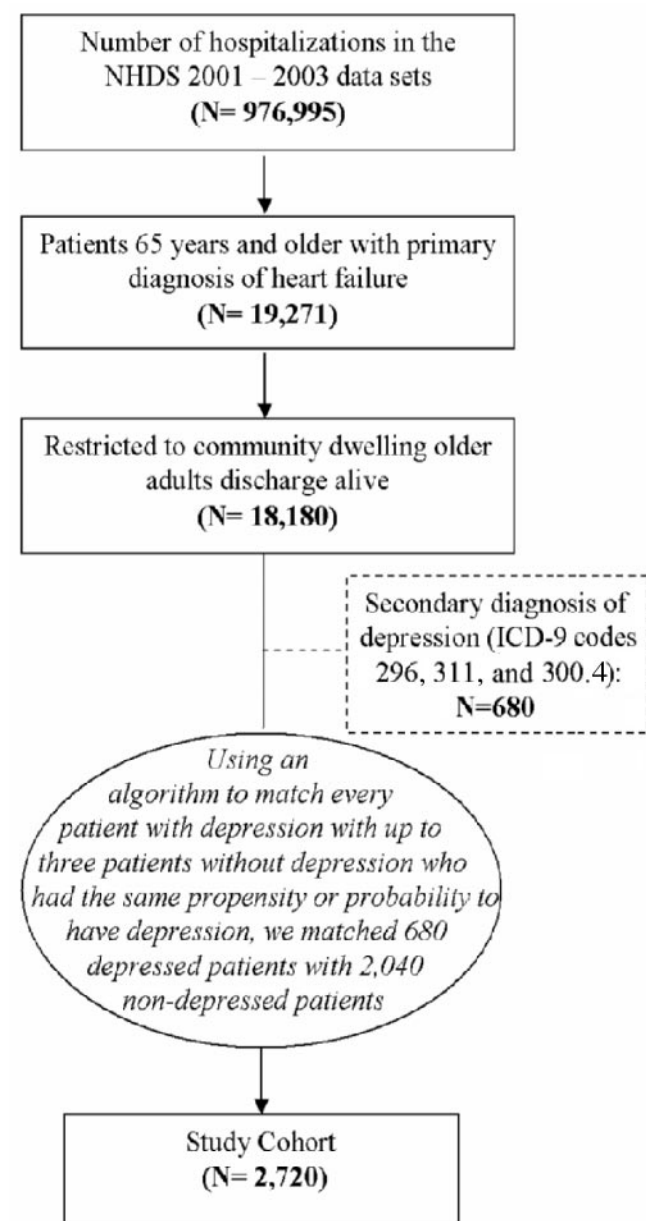 Number of hospitalizations in the
NHDS 2001 – 2003 data sets
(N= 976,995)
Patients 65 years and older with primary
diagnosis of heart failure
(N= 19,271)
Restricted to community dwelling older
adults discharge alive
(N= 18,180)
Secondary diagnosis of
depression (ICD-9 codes
296, 311, and 300.4):
N=680
Using an
algorithm to match every
patient with depression with up to
three patients without depression who
had the same propensity or probability to
have depression, we matched 680
depressed patients with 2,040
non-depressed patients
Study Cohort
(N= 2,720)